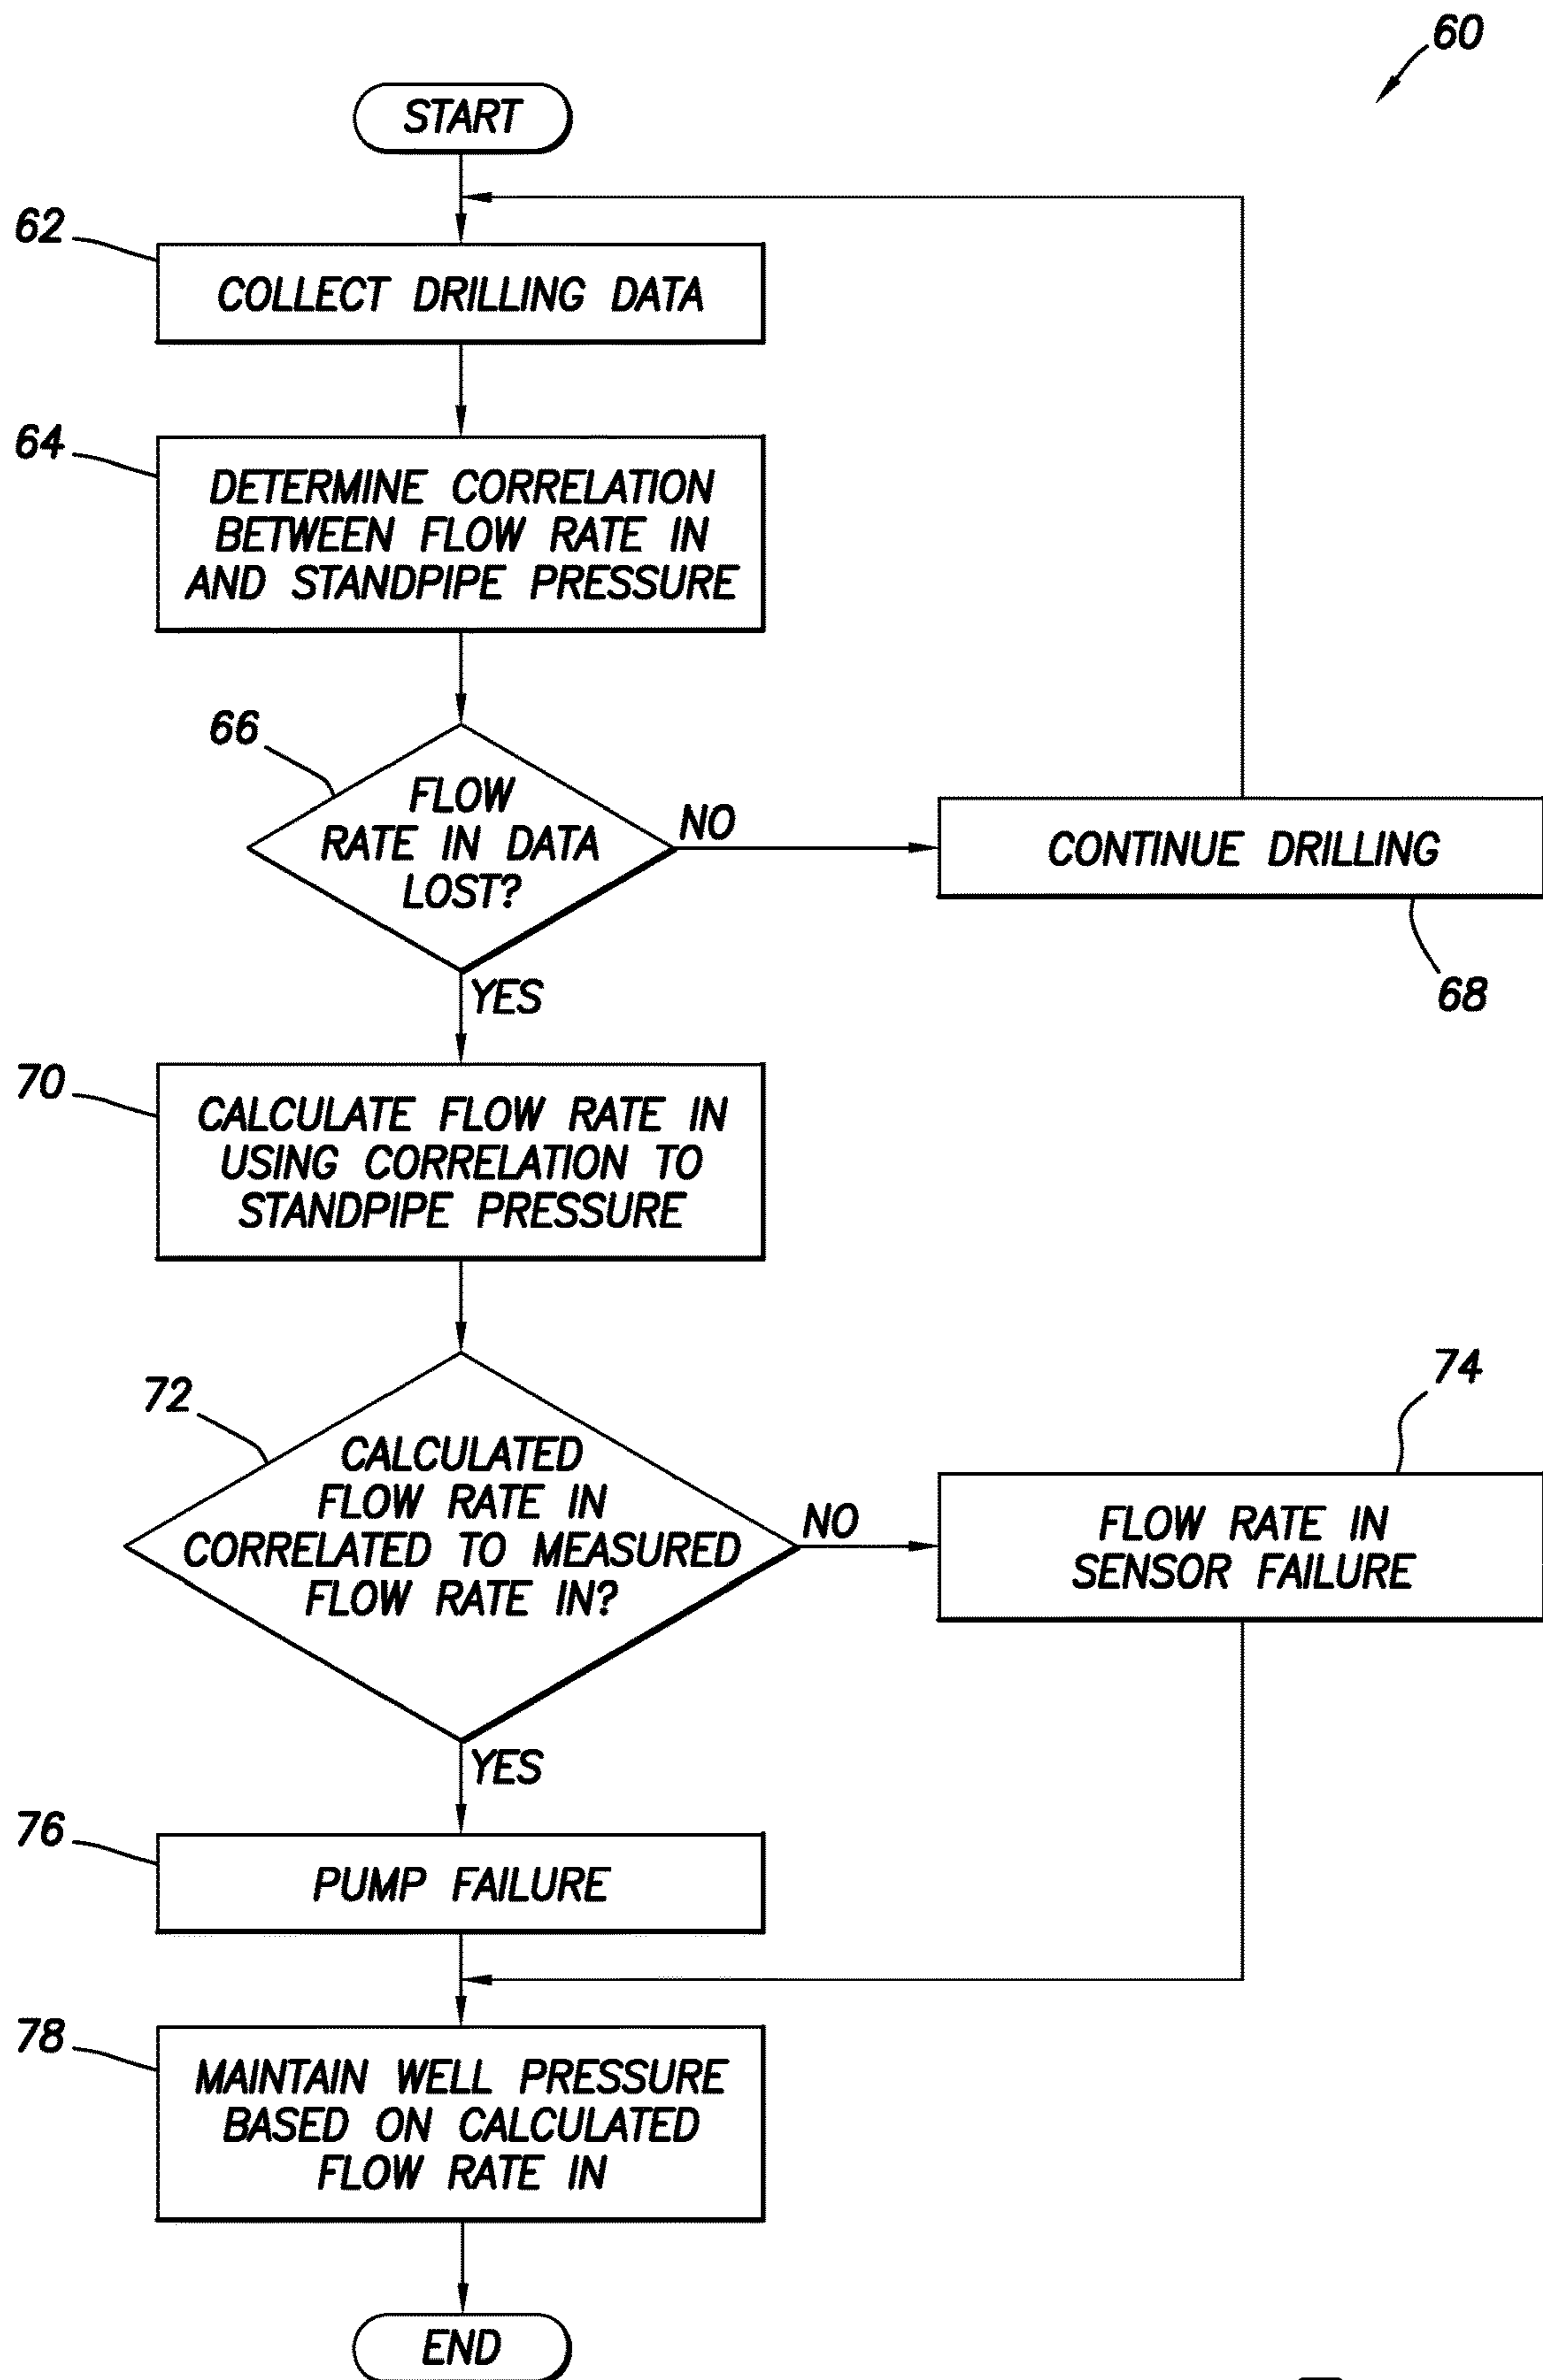 60
START
62
COLLECT DRILLING DATA
64
DETERMINE CORRELATION
BETWEEN FLOW RATE IN
AND STANDPIPE PRESSURE
66
FLOW
RATE IN DATA
LOST?
NO
CONTINUE DRILLING
68
YES
70
CALCULATE FLOW RATE IN
USING CORRELATION TO
STANDPIPE PRESSURE
72
CALCULATED
FLOW RATE IN
CORRELATED TO MEASURED
FLOW RATE IN?
NO
74
FLOW RATE IN
SENSOR FAILURE
YES
76
PUMP FAILURE
78
MAINTAIN WELL PRESSURE
BASED ON CALCULATED
FLOW RATE IN
END